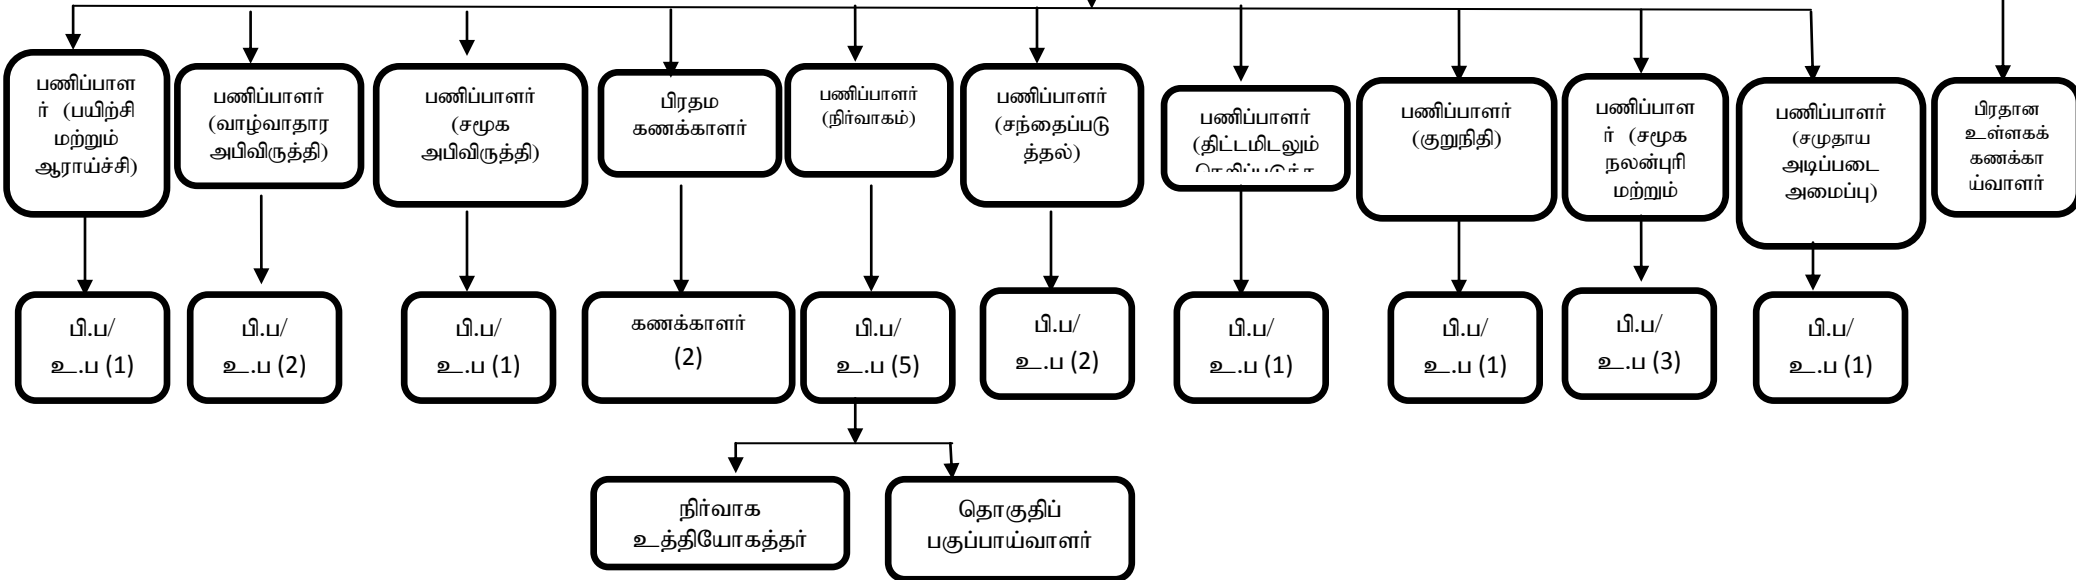 பணிப்பாள
ர் (பயிற்சி
மற்றும்
ஆராய்ச்சி)
பணிப்பாளர்
(வாழ்வாதார
அபிவிருத்தி)
பணிப்பாளர்
(சமூக
அபிவிருத்தி)
பிரதம
கணக்காளர்
பணிப்பாளர்
(நிர்வாகம்)
பணிப்பாளர்
(சந்தைப்படு
த்தல்)
பணிப்பாளர்
(திட்டமிடலும்
பணிப்பாளர்
(குறுநிதி)
பணிப்பாள
ர் (சமூக
நலன்புரி
மற்றும்
பணிப்பாளர்
(சமுதாய
அடிப்படை
அமைப்பு)
பிரதான
உள்ளகக்
கணக்கா
ய்வாளர்
பி.ப/
உ.ப (1)
பி.ப/
உ.ப (2)
பி.ப/
உ.ப (1)
கணக்காளர்
(2)
பி.ப/
உ.ப (5)
பி.ப/
உ.ப (2)
பி.ப/
உ.ப (1)
பி.ப/
உ.ப (1)
பி.ப/
உ.ப (3)
பி.ப/
உ.ப (1)
நிர்வாக
உத்தியோகத்தர்
தொகுதிப்
பகுப்பாய்வாளர்